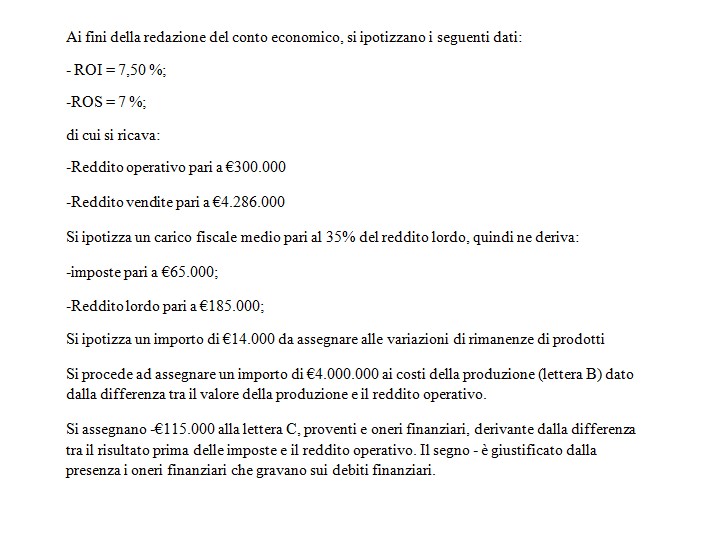 Ai fini della redazione del conto economico, si ipotizzano i seguenti dati:
- ROI = 7,50 %;
-ROS = 7 %;
di cui si ricava:
-Reddito operativo pari a €300.000
-Reddito vendite pari a €4.286.000
Si ipotizza un carico fiscale medio pari al 35% del reddito lordo, quindi ne deriva:
-imposte pari a €65.000;
-Reddito lordo pari a €185.000;
Si ipotizza un importo di €14.000 da assegnare alle variazioni di rimanenze di prodotti
Si procede ad assegnare un importo di €4.000.000 ai costi della produzione (lettera B) dato
dalla differenza tra il valore della produzione e il reddito operativo.
Si assegnano -€115.000 alla lettera C, proventi e oneri finanziari, derivante dalla differenza
tra il risultato prima delle imposte e il reddito operativo. Il segno - è giustificato dalla
presenza i oneri finanziari che gravano sui debiti finanziari.